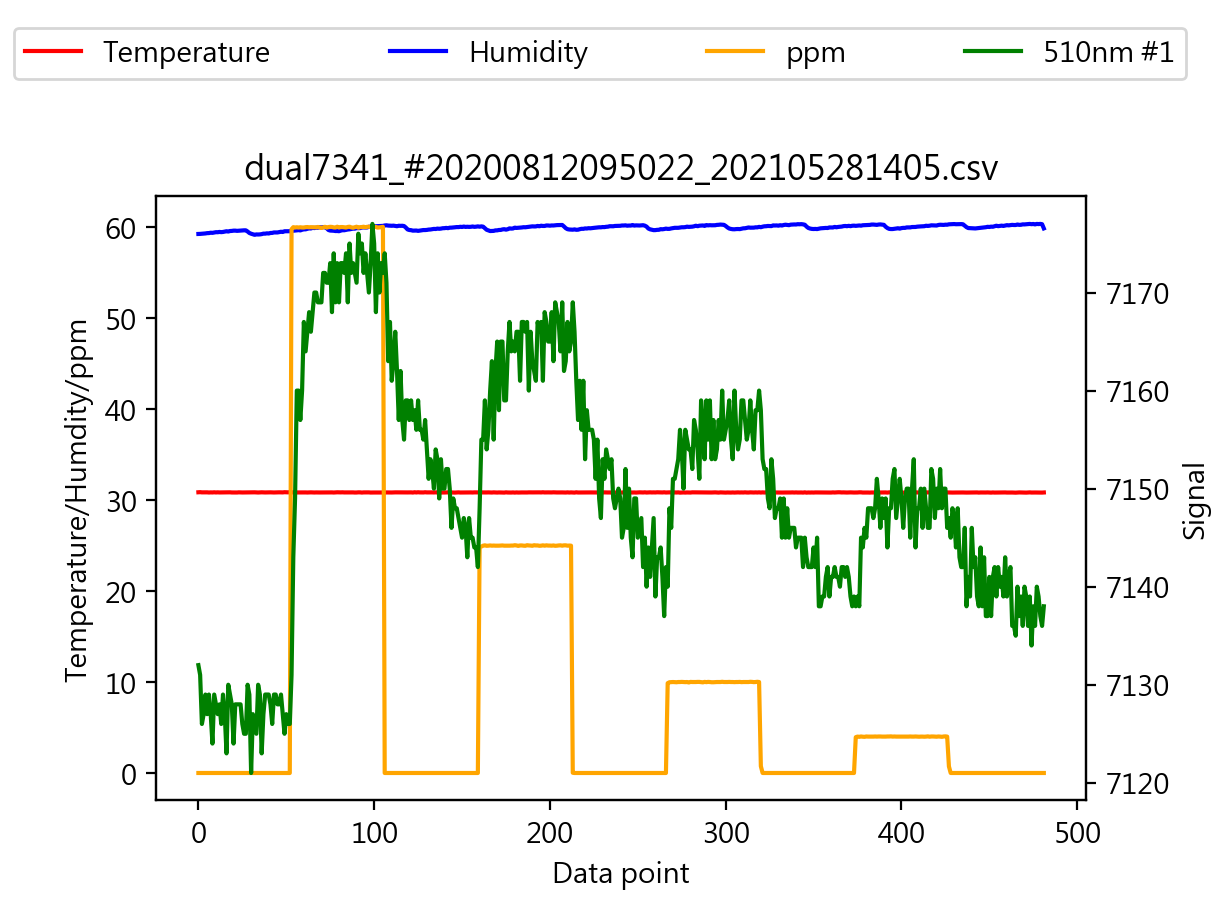 Temperature Humidity ppm 510nm #1
dual7341_#20200812095022_202105281405.csv
Temperature/Humdity/ppm
60
50
40
30
20
10
0
7170
7160
7150
7140
7130
7120
Signal
0 100 200 300 400 500
Data point